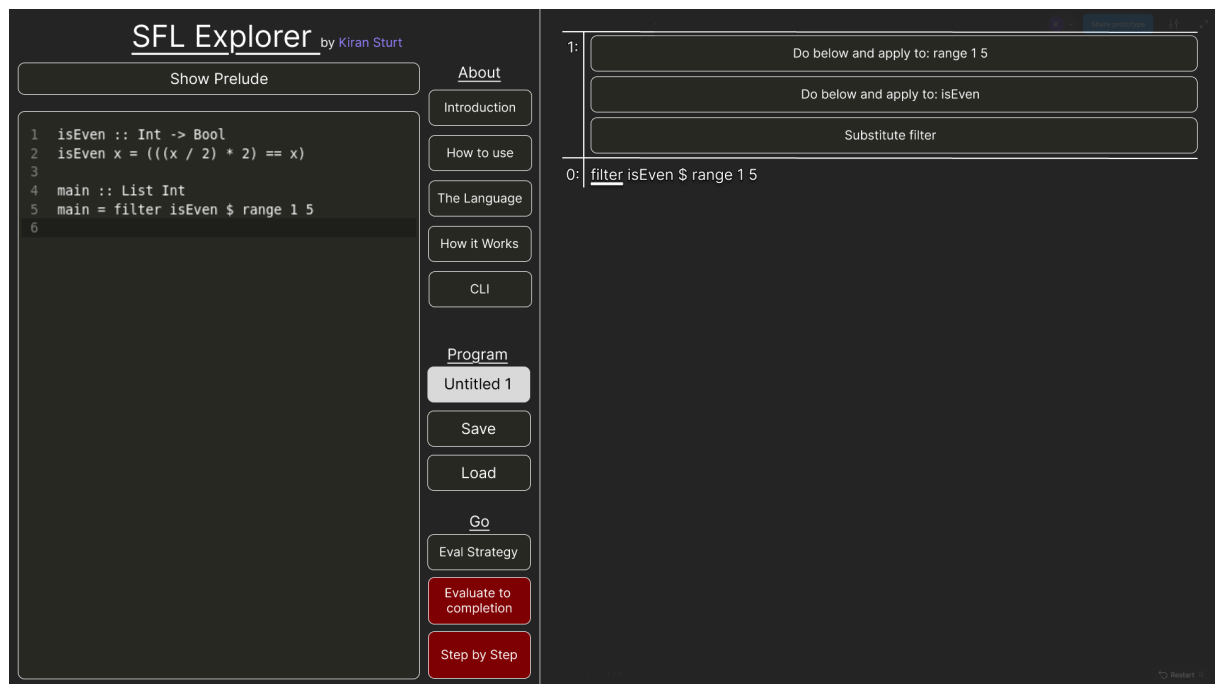 SFL Explorer by Kiran Sturt
Show Prelude
1 isEven :: Int -> Bool
2 isEven x = (((x / 2) * 2) == x)
3
4 main :: List Int
5 main = filter isEven $ range 1 5
6
About
Introduction
How to use
The Language
How it Works
CLI
Program
Untitled 1
Save
Load
Go
Eval Strategy
Evaluate to
completion
Step by Step
1:
Do below and apply to: range 1 5
Do below and apply to: isEven
Substitute filter
0: filter isEven $ range 1 5
Share prototype
Restart